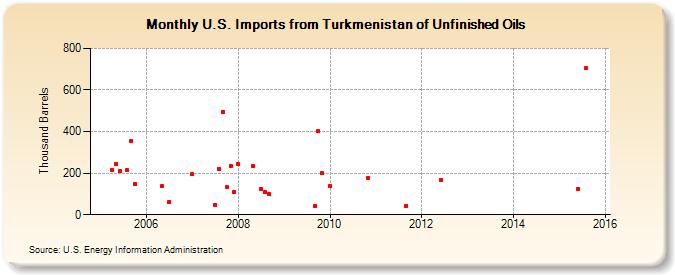 Monthly U.S. Imports from Turkmenistan of Unfinished Oils
Thousand Barrels
800
600
400
200
0
2006 2008 2010 2012 2014 2016
Source: U.S. Energy Information Administration